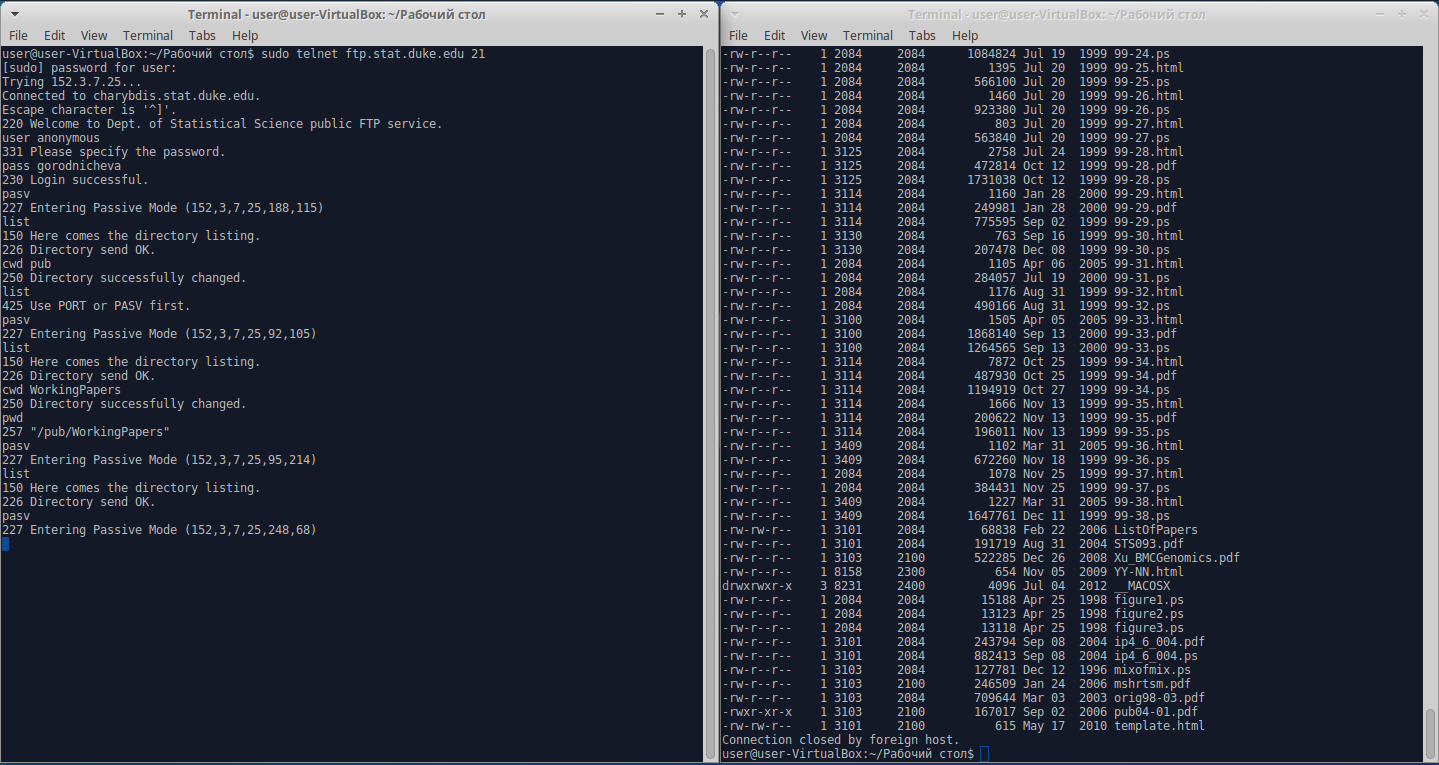 Terminal - user@user-VirtualBox: ~/Рабочий стол
File Edit View Terminal Tabs Help
user@user-VirtualBox:~/Рабочий стол$ sudo telnet ftp.stat.duke.edu 21
[sudo] password for user:
Trying 152.3.7.25...
Connected to charybdis.stat.duke.edu.
Escape character is '^]'.
220 Welcome to Dept. of Statistical Science public FTP service.
user anonymous
331 Please specify the password.
pass gorodnicheva
230 Login successful.
pasv
227 Entering Passive Mode (152,3,7,25,188,115)
list
150 Here comes the directory listing.
226 Directory send OK.
cwd pub
250 Directory successfully changed.
list
425 Use PORT or PASV first.
pasv
227 Entering Passive Mode (152,3,7,25,92,105)
list
150 Here comes the directory listing.
226 Directory send OK.
cwd WorkingPapers
250 Directory successfully changed.
pwd
257 "/pub/WorkingPapers"
pasv
227 Entering Passive Mode (152,3,7,25,95,214)
list
150 Here comes the directory listing.
226 Directory send OK.
pasv
227 Entering Passive Mode (152,3,7,25,248,68)
Terminal - user@user-VirtualBox: ~/Рабочий стол
File Edit View Terminal Tabs Help
-rw-r--r-- 1 2084 2084 1084824 Jul 19 1999 99-24.ps
-rw-r--r-- 1 2084 2084 1395 Jul 20 1999 99-25.html
-rw-r--r-- 1 2084 2084 566100 Jul 20 1999 99-25.ps
-rw-r--r-- 1 2084 2084 1460 Jul 20 1999 99-26.html
-rw-r--r-- 1 2084 2084 923380 Jul 20 1999 99-26.ps
-rw-r--r-- 1 2084 2084 803 Jul 20 1999 99-27.html
-rw-r--r-- 1 2084 2084 563840 Jul 20 1999 99-27.ps
-rw-r--r-- 1 3125 2084 2758 Jul 24 1999 99-28.html
-rw-r--r-- 1 3125 2084 472814 Oct 12 1999 99-28.pdf
-rw-r--r-- 1 3125 2084 1731038 Oct 12 1999 99-28.ps
-rw-r--r-- 1 3114 2084 1160 Jan 28 2000 99-29.html
-rw-r--r-- 1 3114 2084 249981 Jan 28 2000 99-29.pdf
-rw-r--r-- 1 3114 2084 775595 Sep 02 1999 99-29.ps
-rw-r--r-- 1 3130 2084 763 Sep 16 1999 99-30.html
-rw-r--r-- 1 3130 2084 207478 Dec 08 1999 99-30.ps
-rw-r--r-- 1 2084 2084 1105 Apr 06 2005 99-31.html
-rw-r--r-- 1 2084 2084 284057 Jul 19 2000 99-31.ps
-rw-r--r-- 1 2084 2084 1176 Aug 31 1999 99-32.html
-rw-r--r-- 1 2084 2084 490166 Aug 31 1999 99-32.ps
-rw-r--r-- 1 3100 2084 1505 Apr 05 2005 99-33.html
-rw-r--r-- 1 3100 2084 1868140 Sep 13 2000 99-33.pdf
-rw-r--r-- 1 3100 2084 1264565 Sep 13 2000 99-33.ps
-rw-r--r-- 1 3114 2084 7872 Oct 25 1999 99-34.html
-rw-r--r-- 1 3114 2084 487930 Oct 25 1999 99-34.pdf
-rw-r--r-- 1 3114 2084 1194919 Oct 27 1999 99-34.ps
-rw-r--r-- 1 3114 2084 1666 Nov 13 1999 99-35.html
-rw-r--r-- 1 3114 2084 200622 Nov 13 1999 99-35.pdf
-rw-r--r-- 1 3114 2084 196011 Nov 13 1999 99-35.ps
-rw-r--r-- 1 3409 2084 1102 Mar 31 2005 99-36.html
-rw-r--r-- 1 3409 2084 672260 Nov 18 1999 99-36.ps
-rw-r--r-- 1 2084 2084 1078 Nov 25 1999 99-37.html
-rw-r--r-- 1 2084 2084 384431 Nov 25 1999 99-37.ps
-rw-r--r-- 1 3409 2084 1227 Mar 31 2005 99-38.html
-rw-r--r-- 1 3409 2084 1647761 Dec 11 1999 99-38.ps
-rw-rw-r-- 1 3101 2084 68838 Feb 22 2006 ListOfPapers
-rw-r--r-- 1 3101 2084 191719 Aug 31 2004 STS093.pdf
-rw-r--r-- 1 3103 2100 522285 Dec 26 2008 Xu_BMCGenomics.pdf
-rw-r--r-- 1 8158 2300 654 Nov 05 2009 YY-NN.html
drwxrwxr-x 3 8231 2400 4096 Jul 04 2012 __MACOSX
-rw-r--r-- 1 2084 2084 15188 Apr 25 1998 figure1.ps
-rw-r--r-- 1 2084 2084 13123 Apr 25 1998 figure2.ps
-rw-r--r-- 1 2084 2084 13118 Apr 25 1998 figure3.ps
-rw-r--r-- 1 3101 2084 243794 Sep 08 2004 ip4_6_004.pdf
-rw-r--r-- 1 3101 2084 882413 Sep 08 2004 ip4_6_004.ps
-rw-r--r-- 1 3103 2084 127781 Dec 12 1996 mixofmix.ps
-rw-r--r-- 1 3103 2100 246509 Jan 24 2006 mshrtsm.pdf
-rw-r--r-- 1 3103 2084 709644 Mar 03 2003 orig98-03.pdf
-rwxr-xr-x 1 3103 2100 167017 Sep 02 2006 pub04-01.pdf
-rw-rw-r-- 1 3101 2100 615 May 17 2010 template.html
Connection closed by foreign host.
user@user-VirtualBox:~/Рабочий стол$